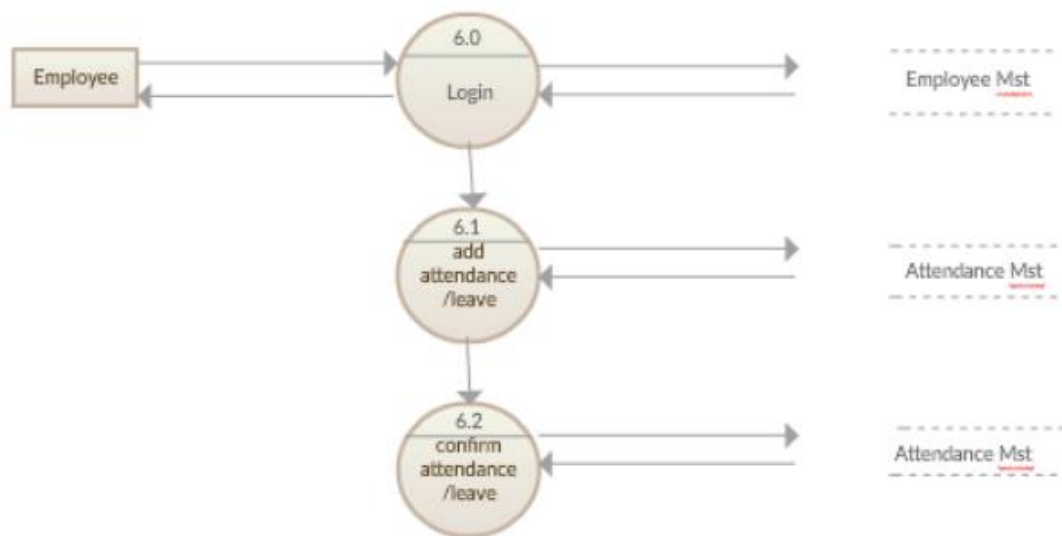 6.0
Employee
Login
Employee Mst
6.1
add
attendance
/leave
Attendance Mst
6.2
confirm
attendance
/leave
Attendance Mst